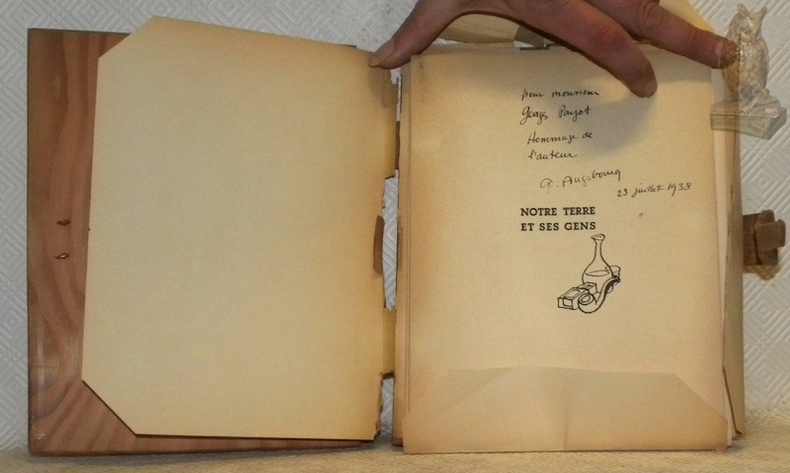 pour monsieur
Georges Payot
Hommage de
l'auteur
G. Augsbourg
23 juillet 1938
NOTRE TERRE
ET SES GENS